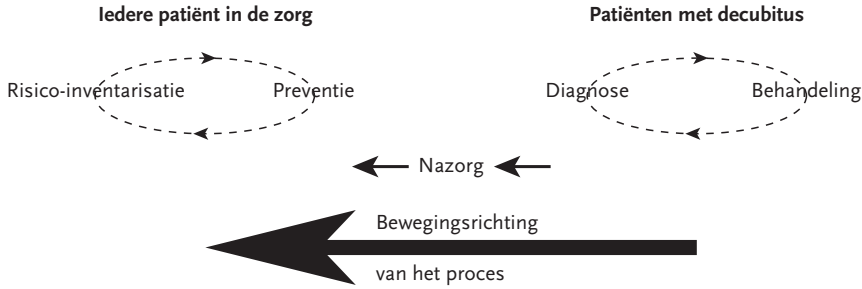 Iedere patiënt in de zorg
Patiënten met decubitus
Risico-inventarisatie
Preventie
Diagnose
Behandeling
Nazorg
Bewegingsrichting
van het proces